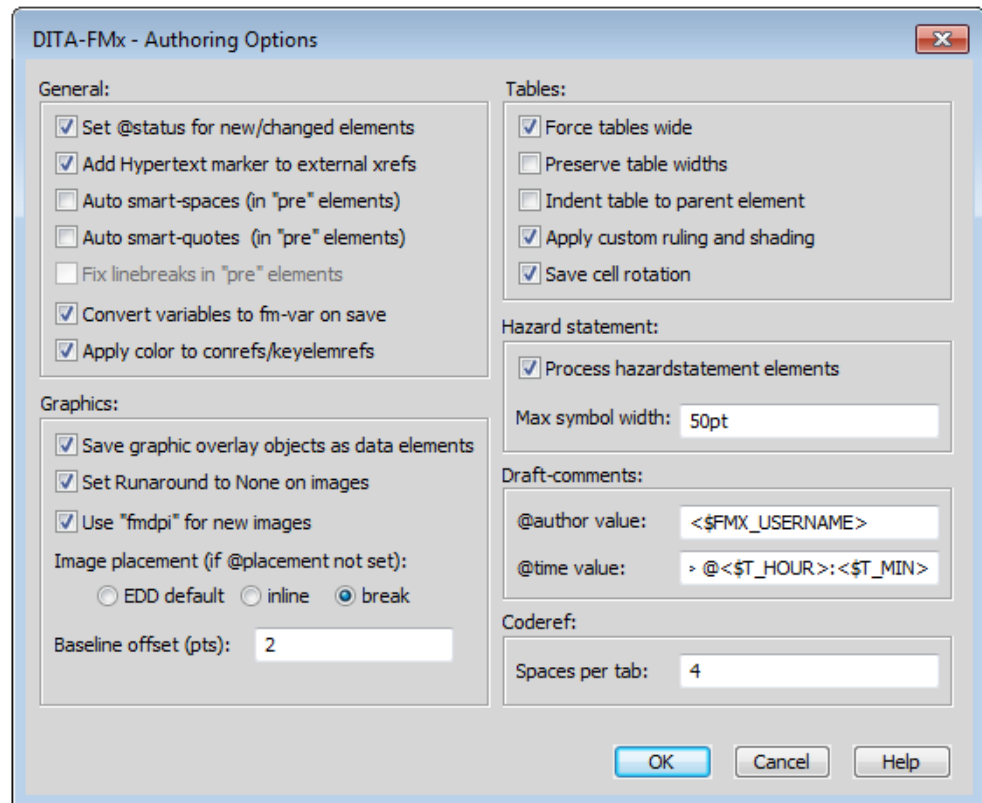 DITA-FMx - Authoring Options
General:
Set @status for new/changed elements
Add Hypertext marker to external xrefs
Auto smart-spaces (in "pre" elements)
Auto smart-quotes (in "pre" elements)
Fix linebreaks in "pre" elements
Convert variables to fm-var on save
Apply color to conrefs/keyelemrefs
Graphics:
Save graphic overlay objects as data elements
Set Runaround to None on images
Use "fmdpi" for new images
Image placement (if @placement not set):
EDD default inline break
Baseline offset (pts): 2
Tables:
Force tables wide
Preserve table widths
Indent table to parent element
Apply custom ruling and shading
Save cell rotation
Hazard statement:
Process hazardstatement elements
Max symbol width: 50pt
Draft-comments:
@author value: <$FMX_USERNAME>
@time value: > @<$T_HOUR>:<$T_MIN>
Coderef:
Spaces per tab: 4
OK Cancel Help